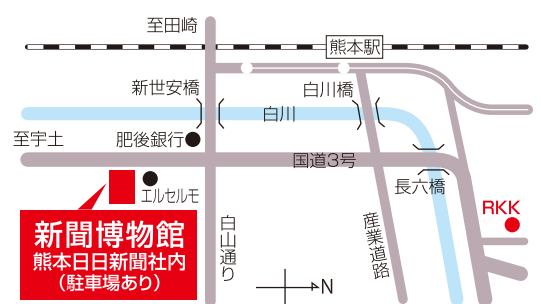 至田崎
熊本駅
新世安橋
白川橋
白川
至宇土
肥後銀行
国道3号
エルセルモ
長六橋
RKK
新聞博物館
熊本日日新聞社内
（駐車場あり）
白山通り
産業道路
N